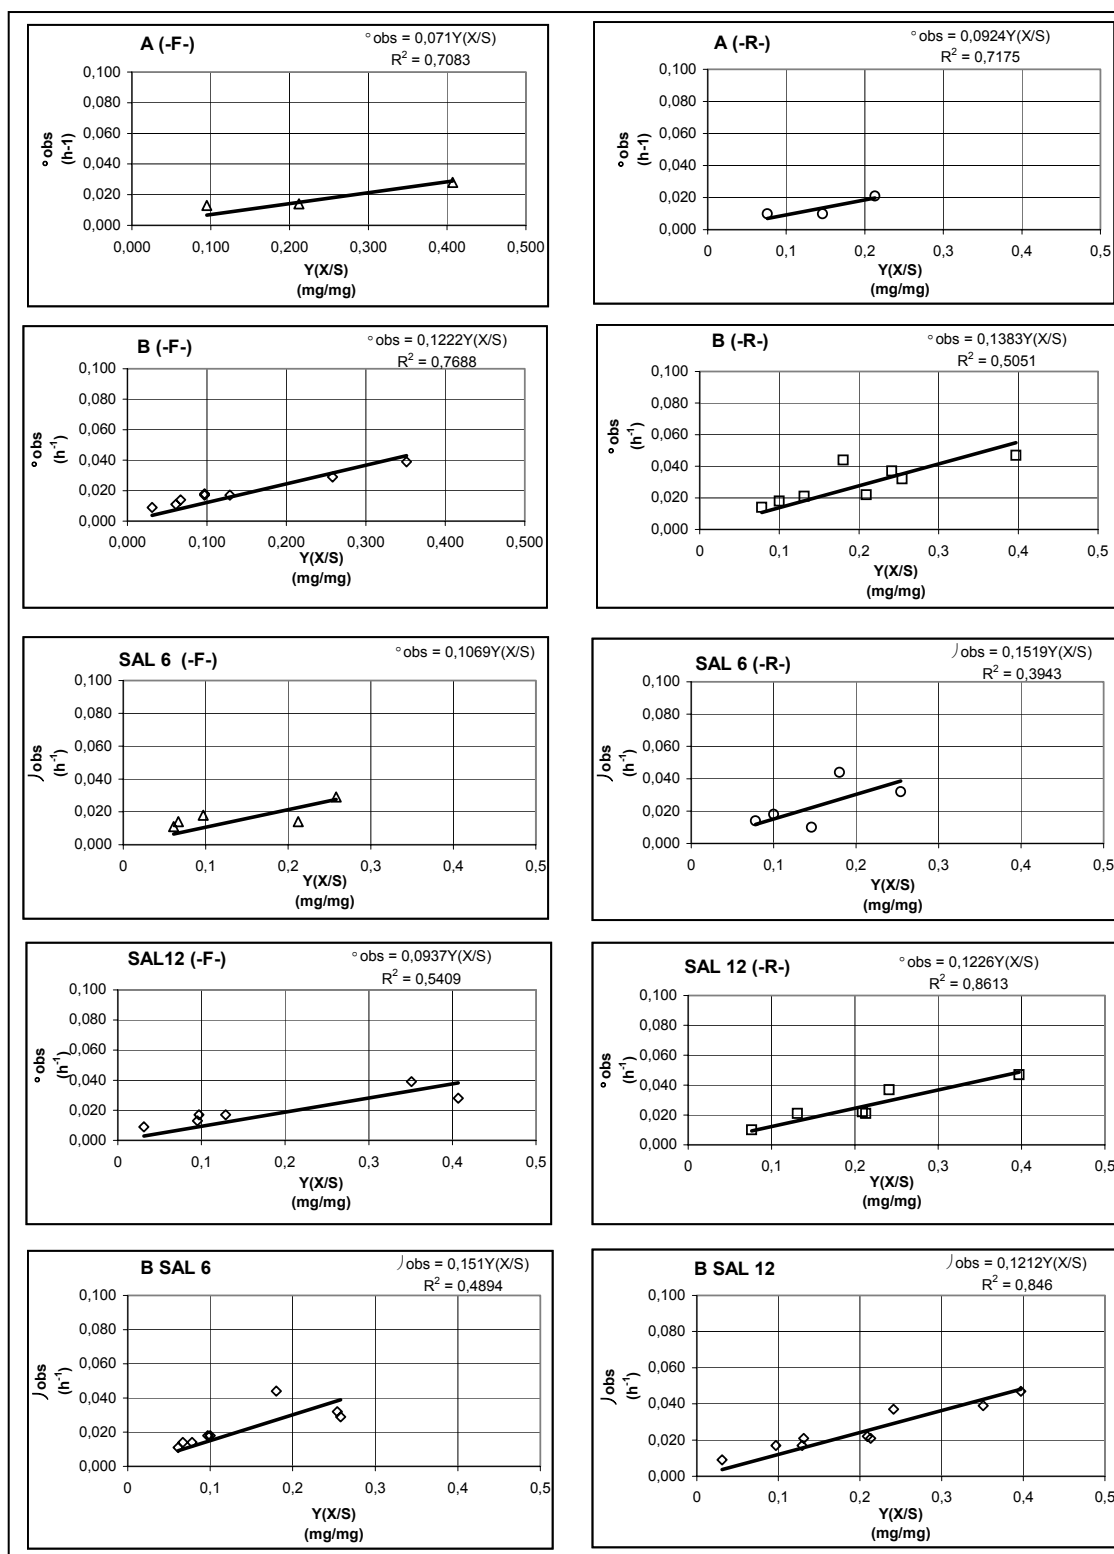 A (-F-)
°obs = 0,071Y(X/S)
R² = 0,7083
0,100
0,080
0,060
0,040
0,020
0,000
°obs
(h-1)
0,000 0,100 0,200 0,300 0,400 0,500
Y(X/S)
(mg/mg)
A (-R-)
°obs = 0,0924Y(X/S)
R² = 0,7175
0,100
0,080
0,060
0,040
0,020
0,000
°obs
(h-1)
0 0,1 0,2 0,3 0,4 0,5
Y(X/S)
(mg/mg)
B (-F-)
°obs = 0,1222Y(X/S)
R² = 0,7688
0,100
0,080
0,060
0,040
0,020
0,000
°obs
(h⁻¹)
0,000 0,100 0,200 0,300 0,400 0,500
Y(X/S)
(mg/mg)
B (-R-)
°obs = 0,1383Y(X/S)
R² = 0,5051
0,100
0,080
0,060
0,040
0,020
0,000
°obs
(h⁻¹)
0 0,1 0,2 0,3 0,4 0,5
Y(X/S)
(mg/mg)
SAL 6 (-F-)
°obs = 0,1069Y(X/S)
0,100
0,080
0,060
0,040
0,020
0,000
⟯obs
(h⁻¹)
0 0,1 0,2 0,3 0,4 0,5
Y(X/S)
(mg/mg)
SAL 6 (-R-)
⟯obs = 0,1519Y(X/S)
R² = 0,3943
0,100
0,080
0,060
0,040
0,020
0,000
⟯obs
(h⁻¹)
0 0,1 0,2 0,3 0,4 0,5
Y(X/S)
(mg/mg)
SAL12 (-F-)
°obs = 0,0937Y(X/S)
R² = 0,5409
0,100
0,080
0,060
0,040
0,020
0,000
°obs
(h⁻¹)
0 0,1 0,2 0,3 0,4 0,5
Y(X/S)
(mg/mg)
SAL 12 (-R-)
°obs = 0,1226Y(X/S)
R² = 0,8613
0,100
0,080
0,060
0,040
0,020
0,000
°obs
(h⁻¹)
0 0,1 0,2 0,3 0,4 0,5
Y(X/S)
(mg/mg)
B SAL 6
⟯obs = 0,151Y(X/S)
R² = 0,4894
0,100
0,080
0,060
0,040
0,020
0,000
⟯obs
(h⁻¹)
0 0,1 0,2 0,3 0,4 0,5
Y(X/S)
(mg/mg)
B SAL 12
⟯obs = 0,1212Y(X/S)
R² = 0,846
0,100
0,080
0,060
0,040
0,020
0,000
⟯obs
(h⁻¹)
0 0,1 0,2 0,3 0,4 0,5
Y(X/S)
(mg/mg)